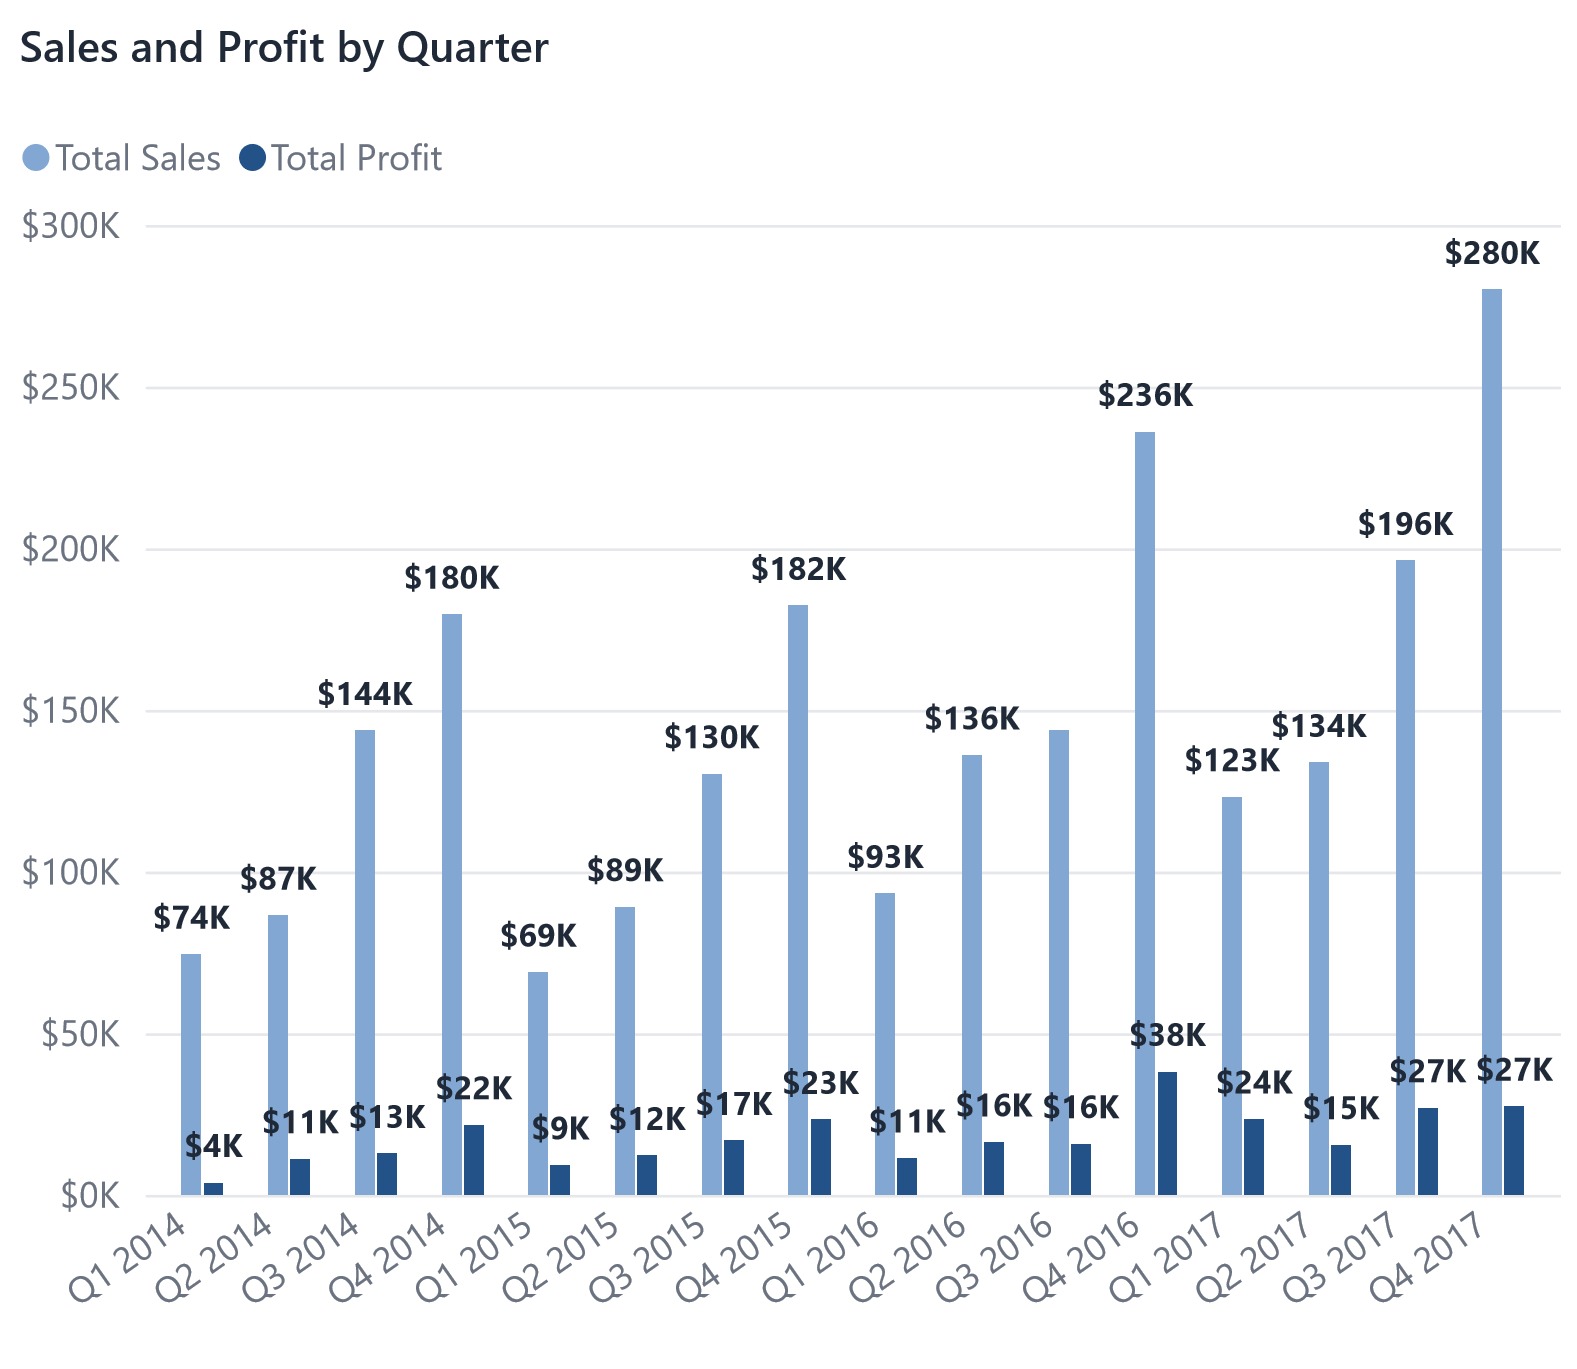 Sales and Profit by Quarter
Total Sales Total Profit
$300K
$250K
$200K
$150K
$100K
$50K
$0K
$74K
$87K
$144K
$180K
$69K
$89K
$130K
$182K
$93K
$136K
$236K
$123K
$134K
$196K
$280K
$4K
$11K
$13K
$22K
$9K
$12K
$17K
$23K
$11K
$16K
$16K
$38K
$24K
$15K
$27K
$27K
Q1 2014
Q2 2014
Q3 2014
Q4 2014
Q1 2015
Q2 2015
Q3 2015
Q4 2015
Q1 2016
Q2 2016
Q3 2016
Q4 2016
Q1 2017
Q2 2017
Q3 2017
Q4 2017